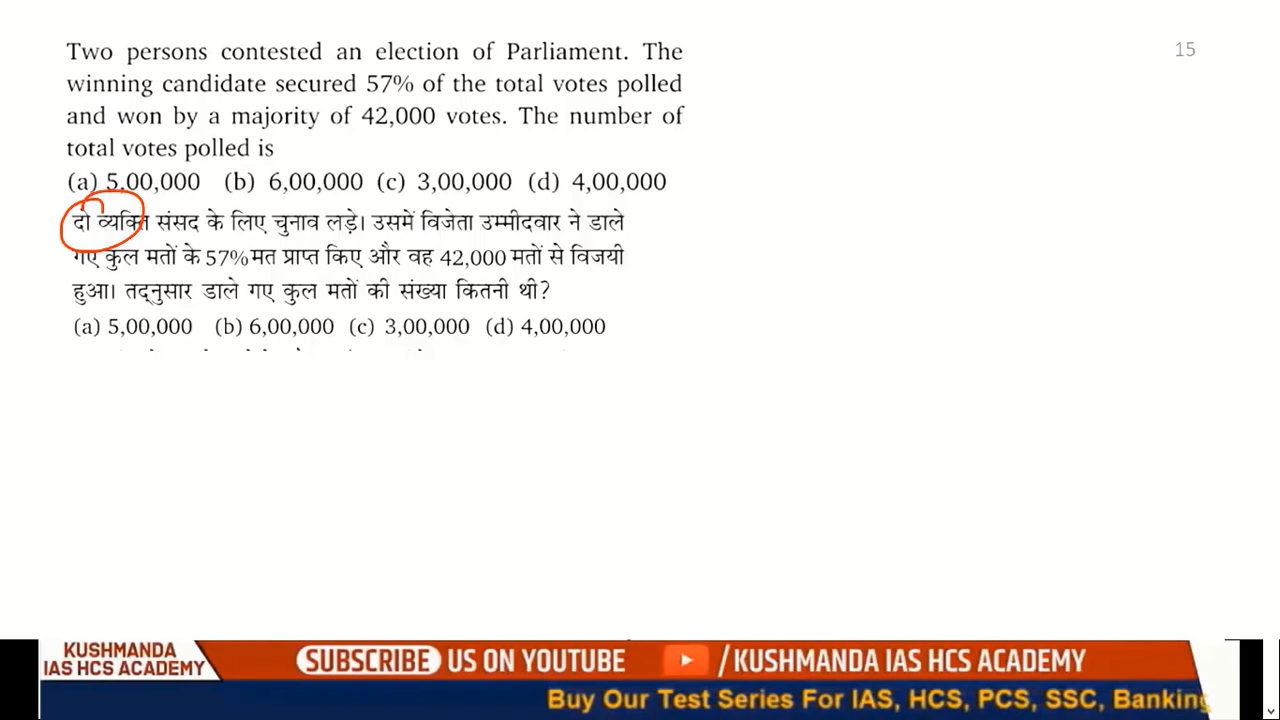 15
Two persons contested an election of Parliament. The
winning candidate secured 57% of the total votes polled
and won by a majority of 42,000 votes. The number of
total votes polled is
(a) 5,00,000 (b) 6,00,000 (c) 3,00,000 (d) 4,00,000
दो व्यक्ति संसद के लिए चुनाव लड़े। उसमें विजेता उम्मीदवार ने डाले
गए कुल मतों के 57% मत प्राप्त किए और वह 42,000 मतों से विजयी
हुआ। तद्नुसार डाले गए कुल मतों की संख्या कितनी थी?
(a) 5,00,000 (b) 6,00,000 (c) 3,00,000 (d) 4,00,000
KUSHMANDA
IAS HCS ACADEMY
SUBSCRIBE US ON YOUTUBE /KUSHMANDA IAS HCS ACADEMY
Buy Our Test Series For IAS, HCS, PCS, SSC, Banking